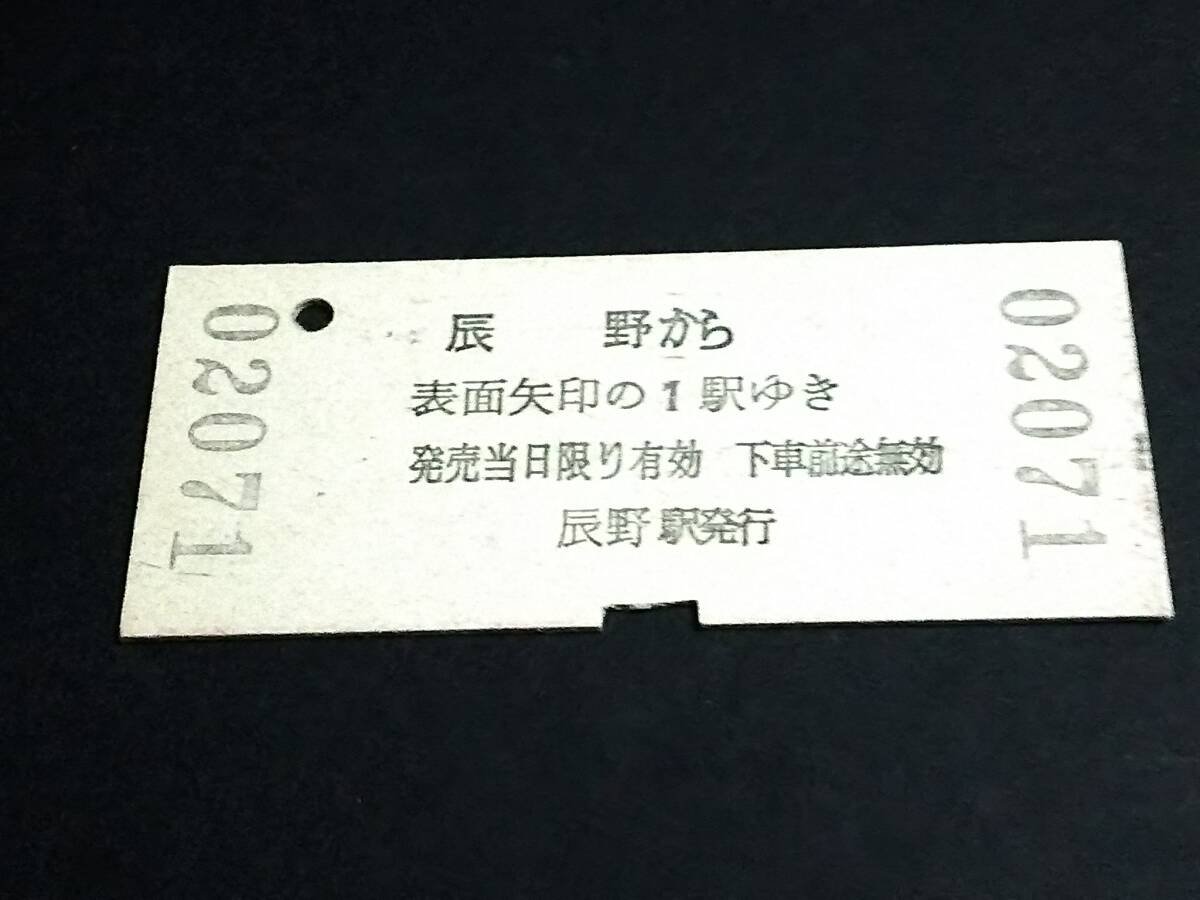 02071
辰　野から
表面矢印の1駅ゆき
発売当日限り有効　下車前途無効
辰野駅発行
02071